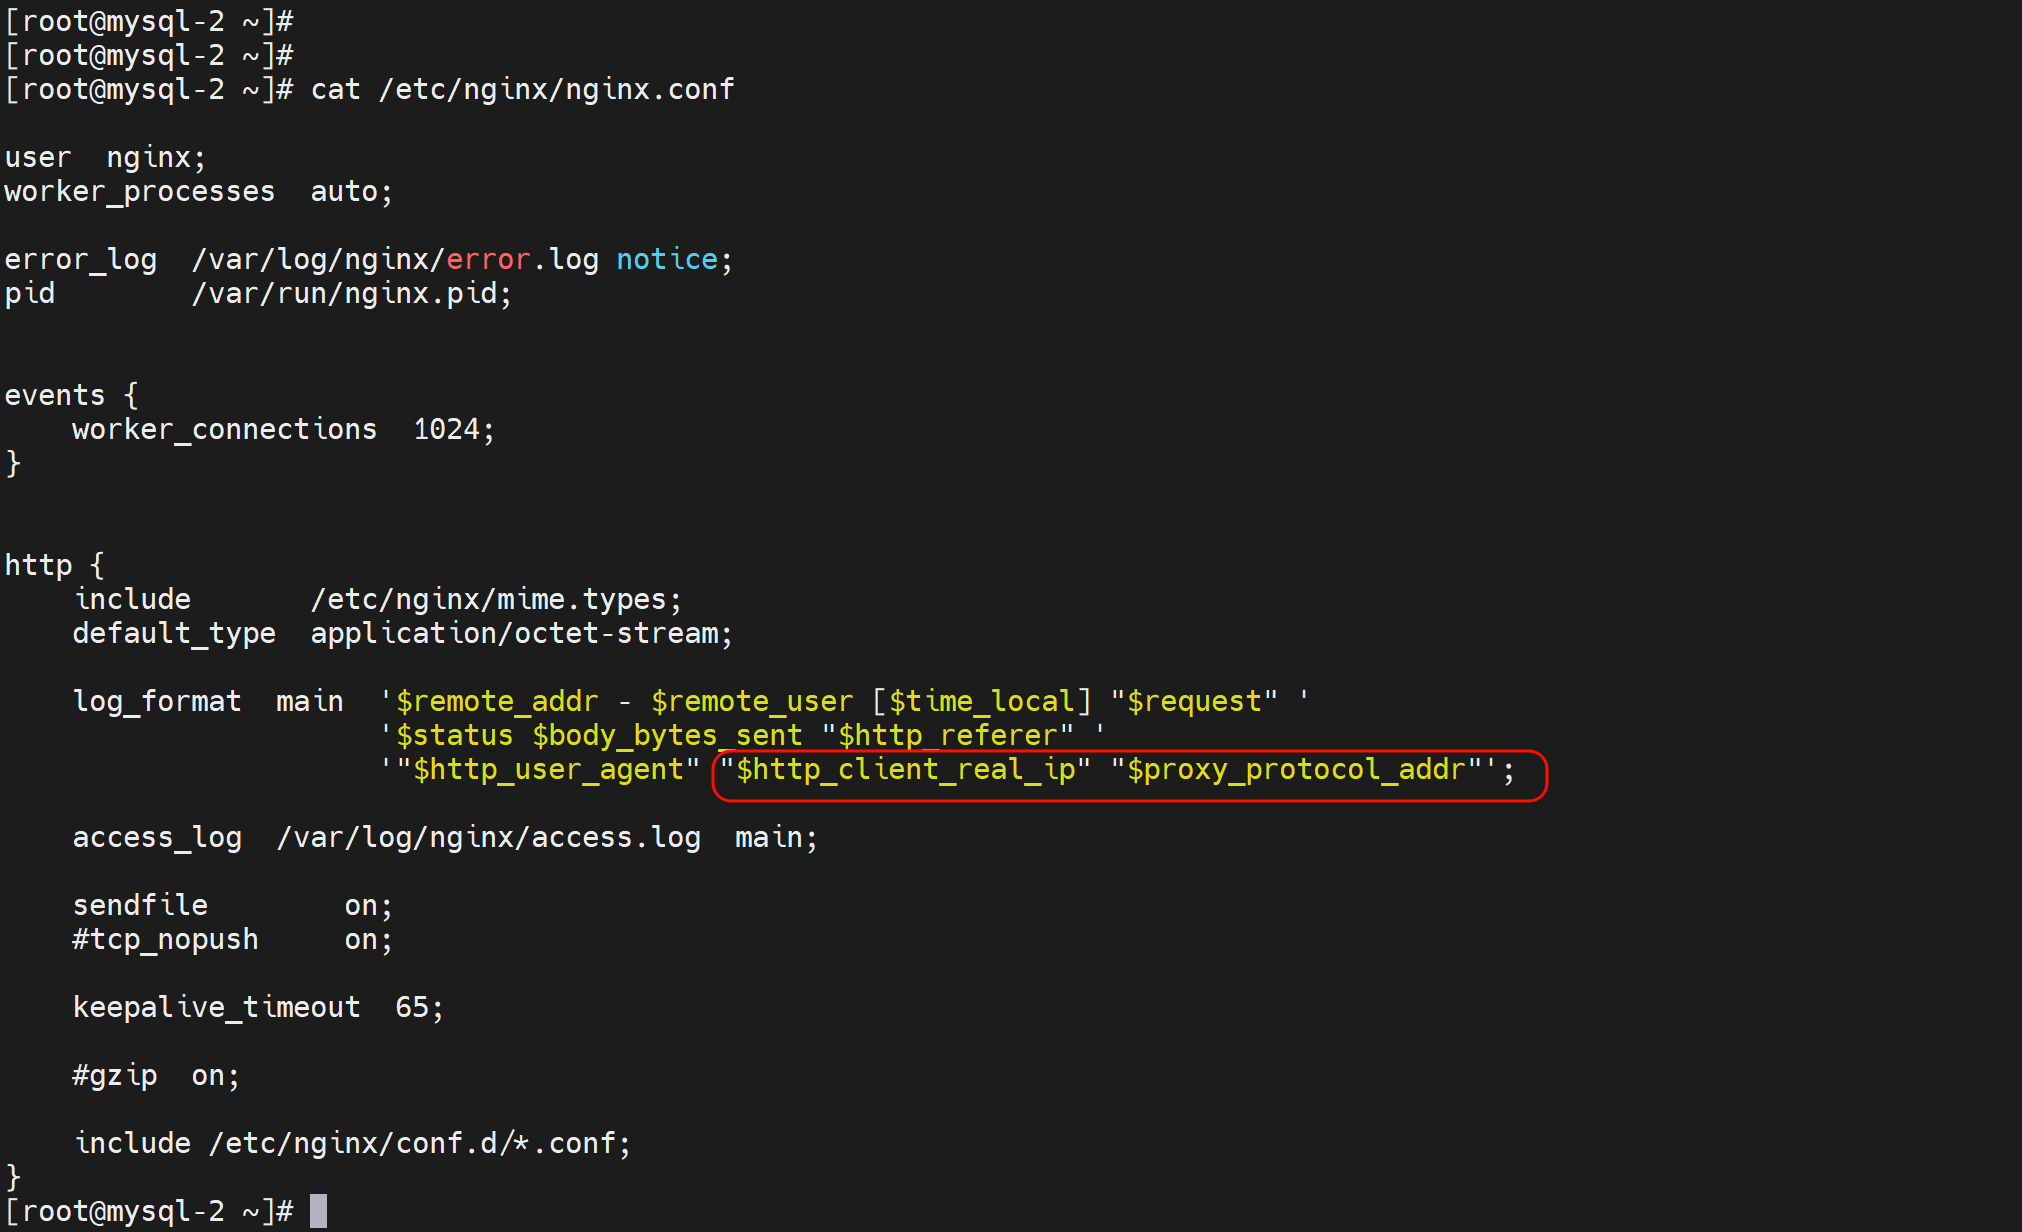 [root@mysql-2 ~]#
[root@mysql-2 ~]#
[root@mysql-2 ~]# cat /etc/nginx/nginx.conf
user  nginx;
worker_processes  auto;
error_log  /var/log/nginx/error.log notice;
pid        /var/run/nginx.pid;
events {
    worker_connections  1024;
}
http {
    include       /etc/nginx/mime.types;
    default_type  application/octet-stream;
    log_format  main  '$remote_addr - $remote_user [$time_local] "$request" '
                      '$status $body_bytes_sent "$http_referer" '
                      '"$http_user_agent" "$http_client_real_ip" "$proxy_protocol_addr"';
    access_log  /var/log/nginx/access.log  main;
    sendfile        on;
    #tcp_nopush     on;
    keepalive_timeout  65;
    #gzip  on;
    include /etc/nginx/conf.d/*.conf;
}
[root@mysql-2 ~]#